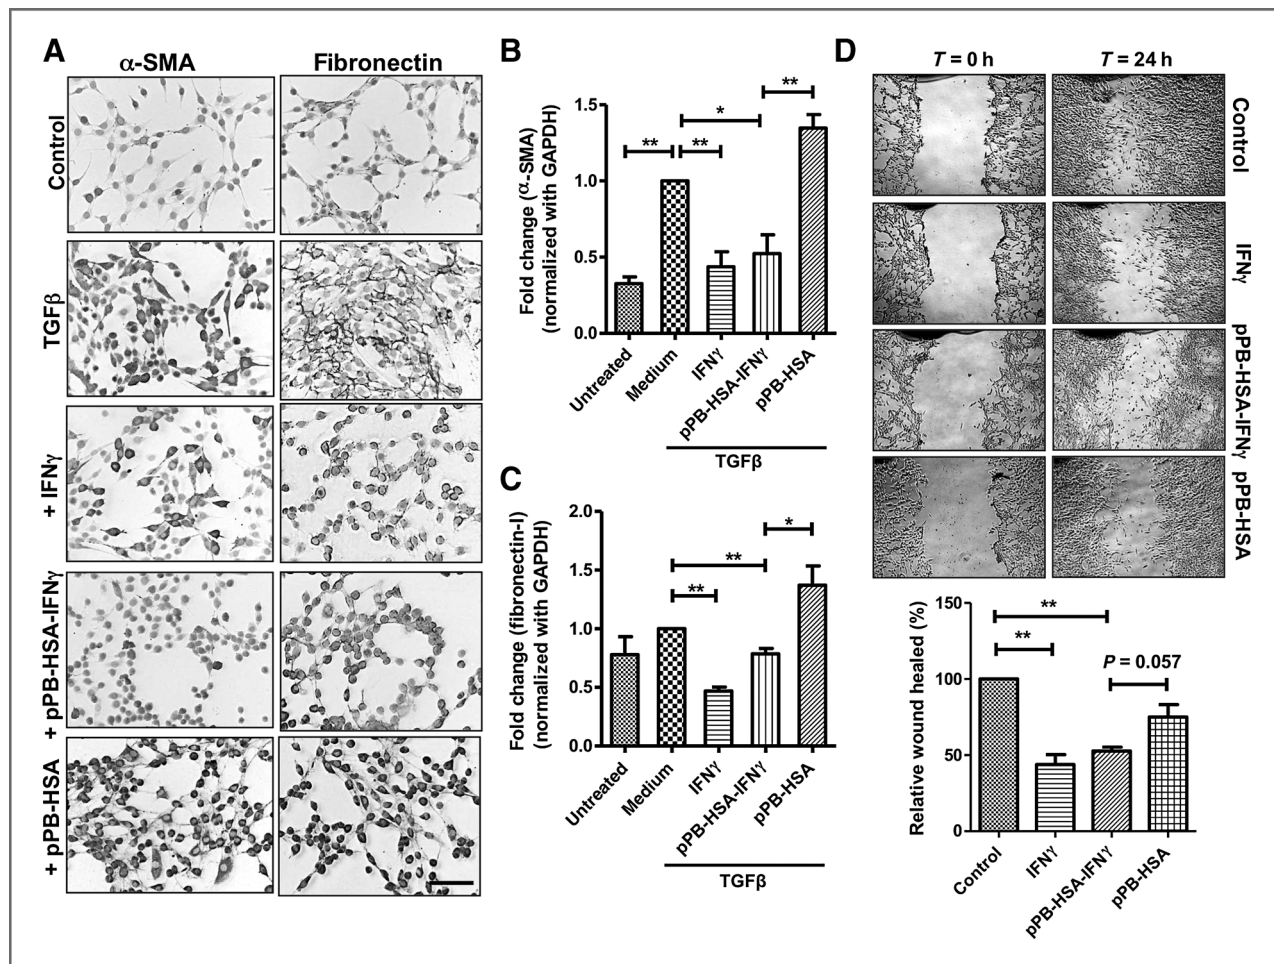 A
α-SMA
Fibronectin
Control
TGFβ
+ IFNγ
+ pPB-HSA-IFNγ
+ pPB-HSA
B
Fold change (α-SMA)
(normalized with GAPDH)
1.5
1.0
0.5
0.0
**
**
*
**
Untreated
Medium
IFNγ
pPB-HSA-IFNγ
pPB-HSA
TGFβ
C
Fold change (fibronectin-I)
(normalized with GAPDH)
2.0
1.5
1.0
0.5
0.0
**
**
*
Untreated
Medium
IFNγ
pPB-HSA-IFNγ
pPB-HSA
TGFβ
D
T = 0 h
T = 24 h
Control
IFNγ
pPB-HSA-IFNγ
pPB-HSA
Relative wound healed (%)
150
100
50
0
**
**
P = 0.057
Control
IFNγ
pPB-HSA-IFNγ
pPB-HSA